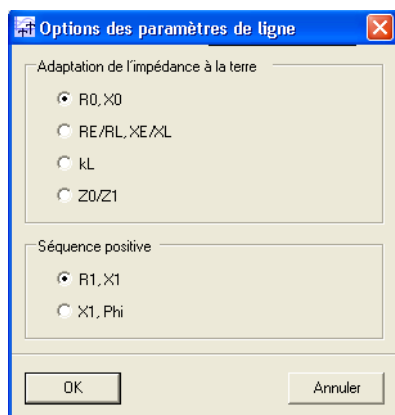 Options des paramètres de ligne
Adaptation de l'impédance à la terre
R0, X0
RE/RL, XE/XL
kL
Z0/Z1
Séquence positive
R1, X1
X1, Phi
OK
Annuler